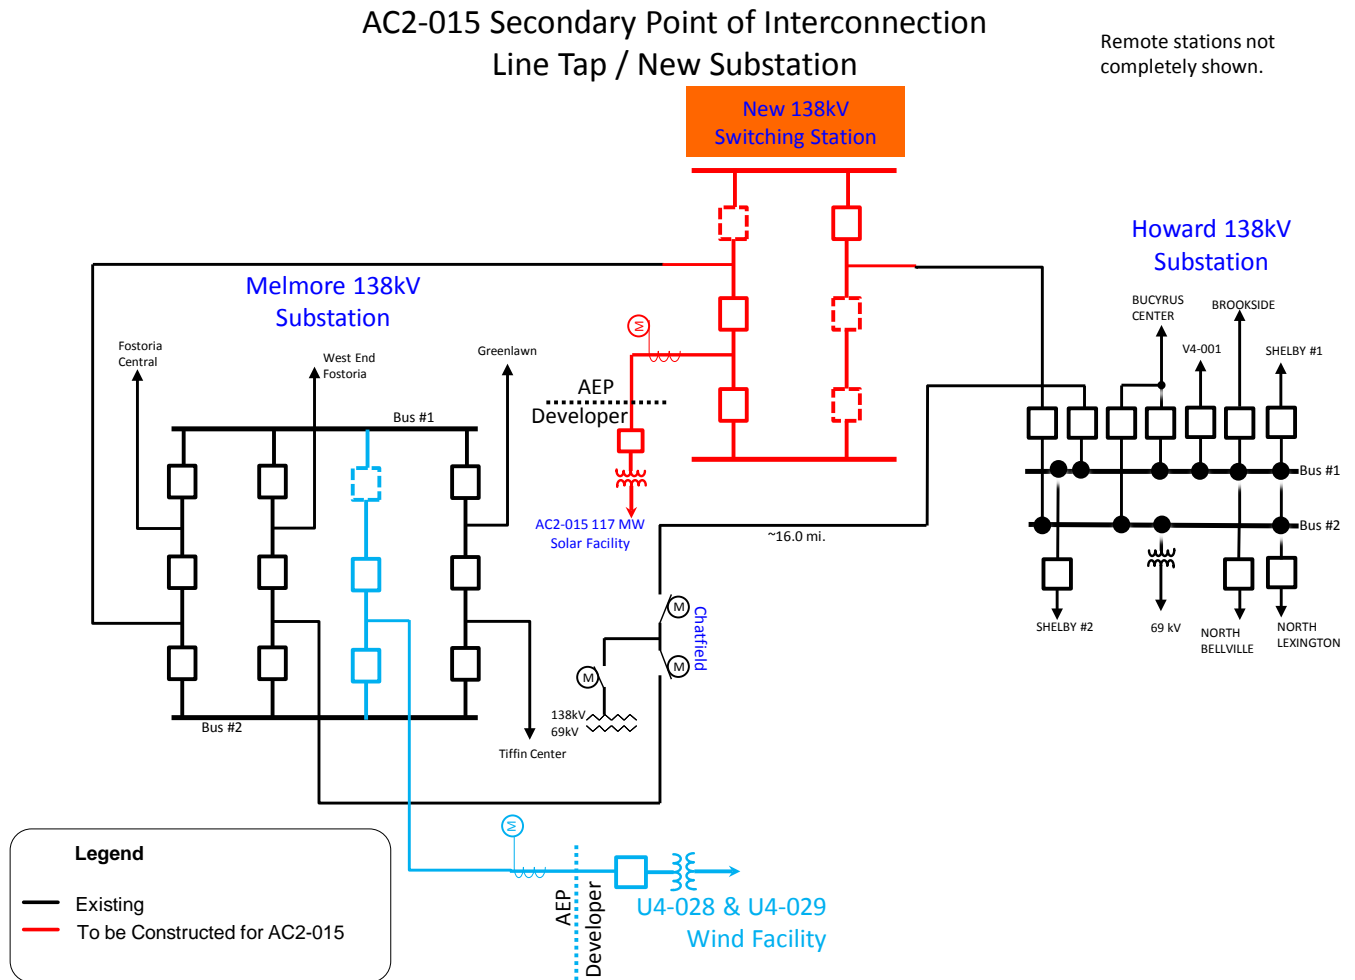 AC2-015 Secondary Point of Interconnection
Line Tap / New Substation
Remote stations not
completely shown.
New 138kV
Switching Station
Howard 138kV
Substation
Melmore 138kV
Substation
BUCYRUS
CENTER
BROOKSIDE
V4-001
SHELBY #1
Fostoria
Central
West End
Fostoria
Greenlawn
M
AEP
Developer
Bus #1
Bus #1
Bus #2
AC2-015 117 MW
Solar Facility
~16.0 mi.
M
Chatfield
M
M
SHELBY #2
69 kV
NORTH
BELLVILLE
NORTH
LEXINGTON
138kV
69kV
Bus #2
Tiffin Center
M
AEP
Developer
U4-028 & U4-029
Wind Facility
Legend
Existing
To be Constructed for AC2-015